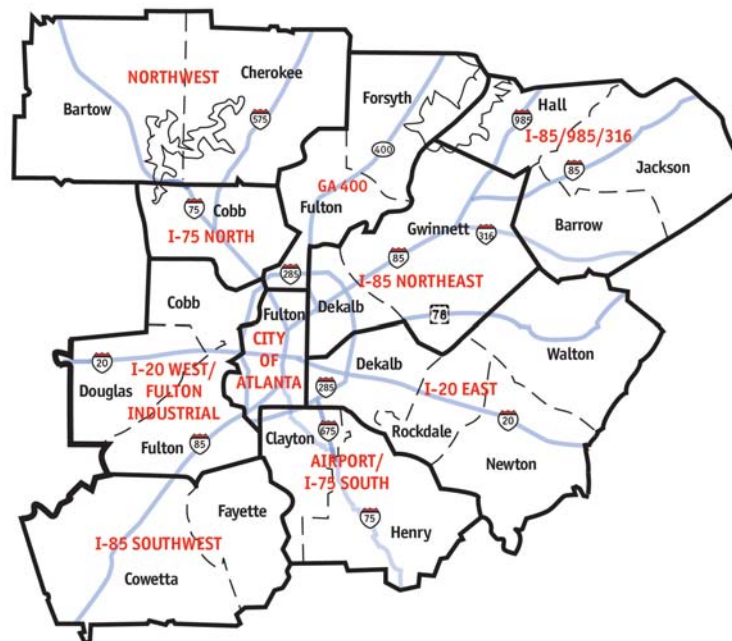 NORTHWEST
Cherokee
Bartow
575
Forsyth
400
GA 400
Fulton
Hall
985
I-85/985/316
85
Jackson
Barrow
75
Cobb
I-75 NORTH
Gwinnett
316
85
I-85 NORTHEAST
285
Cobb
Fulton
Dekalb
78
CITY
OF
ATLANTA
Walton
20
Douglas
I-20 WEST/
FULTON
INDUSTRIAL
Dekalb
285
I-20 EAST
Fulton
85
Rockdale
20
Newton
Clayton
675
AIRPORT/
I-75 SOUTH
75
Henry
Fayette
I-85 SOUTHWEST
Cowetta